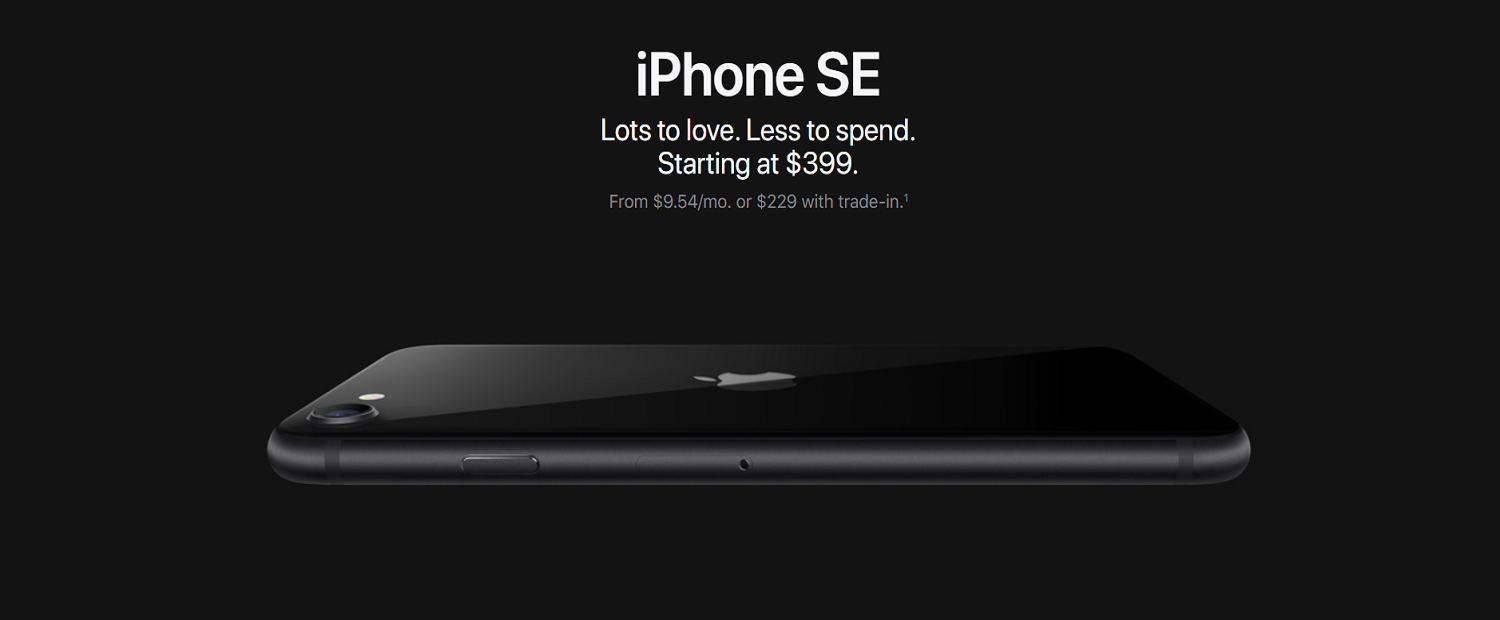 iPhone SE
Lots to love. Less to spend.
Starting at $399.
From $9.54/mo. or $229 with trade-in.¹